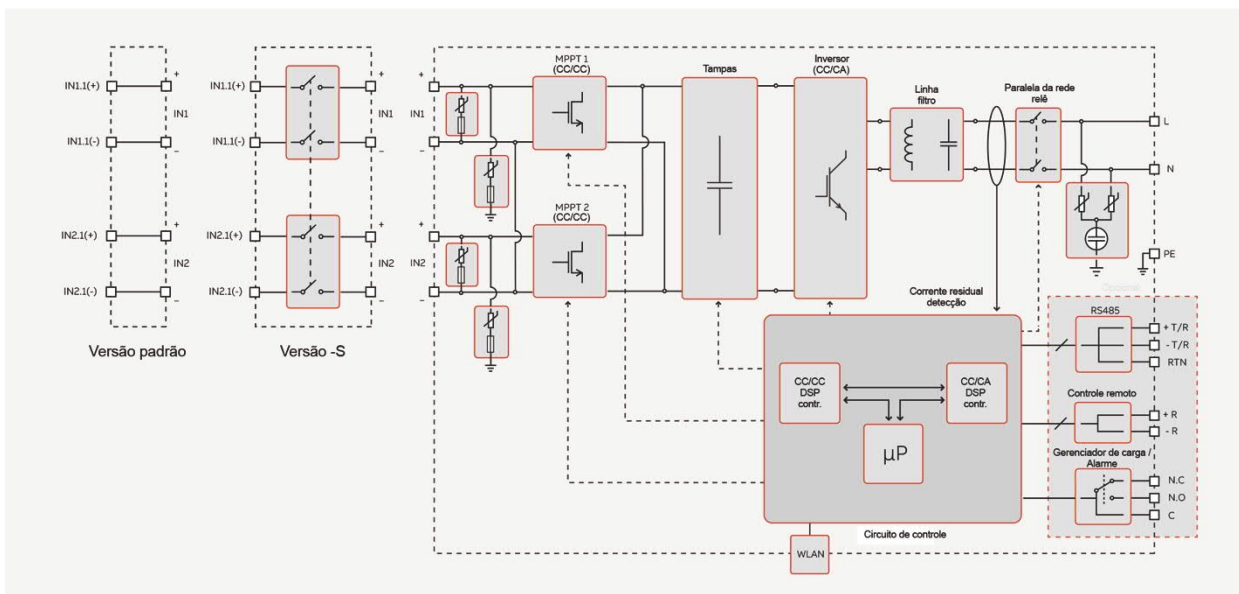 IN1.1(+)
+
IN1
IN1.1(-)
–
IN2.1(+)
+
IN2
IN2.1(-)
–
Versão padrão
IN1.1(+)
+
IN1
IN1.1(-)
–
IN2.1(+)
+
IN2
IN2.1(-)
–
Versão -S
+
IN1
–
+
IN2
–
MPPT 1
(CC/CC)
MPPT 2
(CC/CC)
Tampas
Inversor
(CC/CA)
Linha
filtro
Paralela da rede
relê
L
N
PE
Corrente residual
detecção
Opcional
RS485
+ T/R
- T/R
RTN
Controle remoto
+ R
- R
Gerenciador de carga /
Alarme
N.C
N.O
C
CC/CC
DSP
contr.
CC/CA
DSP
contr.
µP
Circuito de controle
WLAN